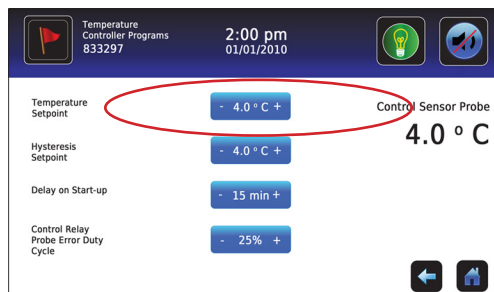 Temperature
Controller Programs
833297
2:00 pm
01/01/2010
Temperature
Setpoint
- 4.0 º C +
Control Sensor Probe
4.0 º C
Hysteresis
Setpoint
- 4.0 º C +
Delay on Start-up
- 15 min +
Control Relay
Probe Error Duty
Cycle
- 25% +